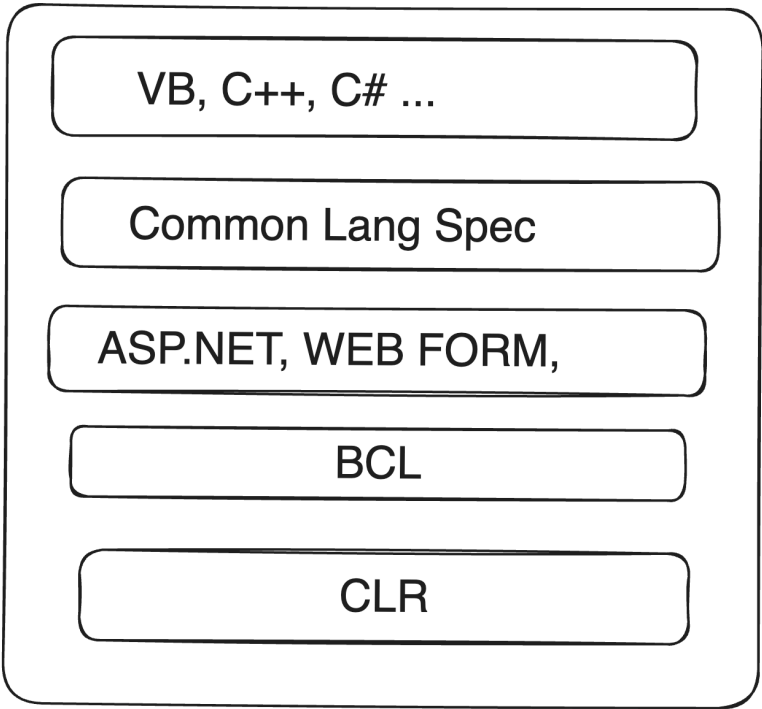 VB, C++, C# ...
Common Lang Spec
ASP.NET, WEB FORM,
BCL
CLR